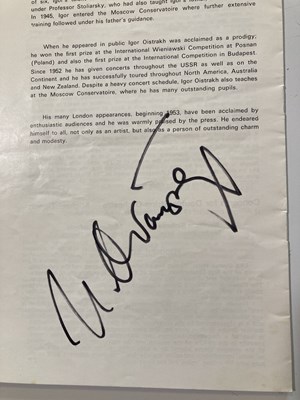 under Professor Stoliarsky, who had also taught Igor's
In 1945, Igor entered the Moscow Conservatoire where further extensive
training followed under his father's guidance.
When he appeared in public Igor Oistrakh was acclaimed as a prodigy;
he won the first prize at the International Wieniawski Competition at Posnan
(Poland) and also the first prize at the International Competition in Budapest.
Since 1962 he has given concerts throughout the USSR as well as on the
Continent and he has successfully toured throughout North America, Australia
and New Zealand. Despite a heavy concert schedule, Igor Oistrakh also teaches
at the Moscow Conservatoire, where he has many outstanding pupils.
His many London appearances, beginning 1953, have been acclaimed by
enthusiastic audiences and he was warmly praised by the press. He endeared
himself to all, not only as an artist, but also as a person of outstanding charm
and modesty.